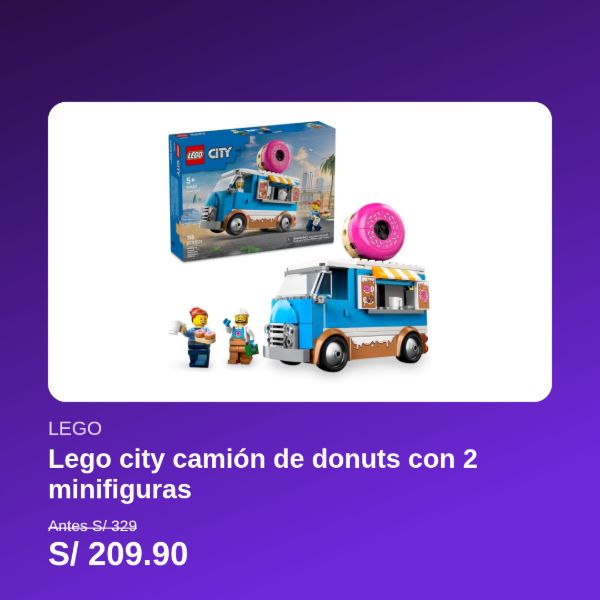 LEGO CITY
5+
LEGO
Lego city camión de donuts con 2
minifiguras
Antes S/ 329
S/ 209.90